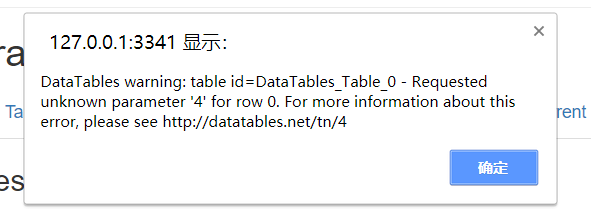 127.0.0.1:3341 显示：
×
DataTables warning: table id=DataTables_Table_0 - Requested
unknown parameter '4' for row 0. For more information about this
error, please see http://datatables.net/tn/4
确定
ra
Ta
rent
es